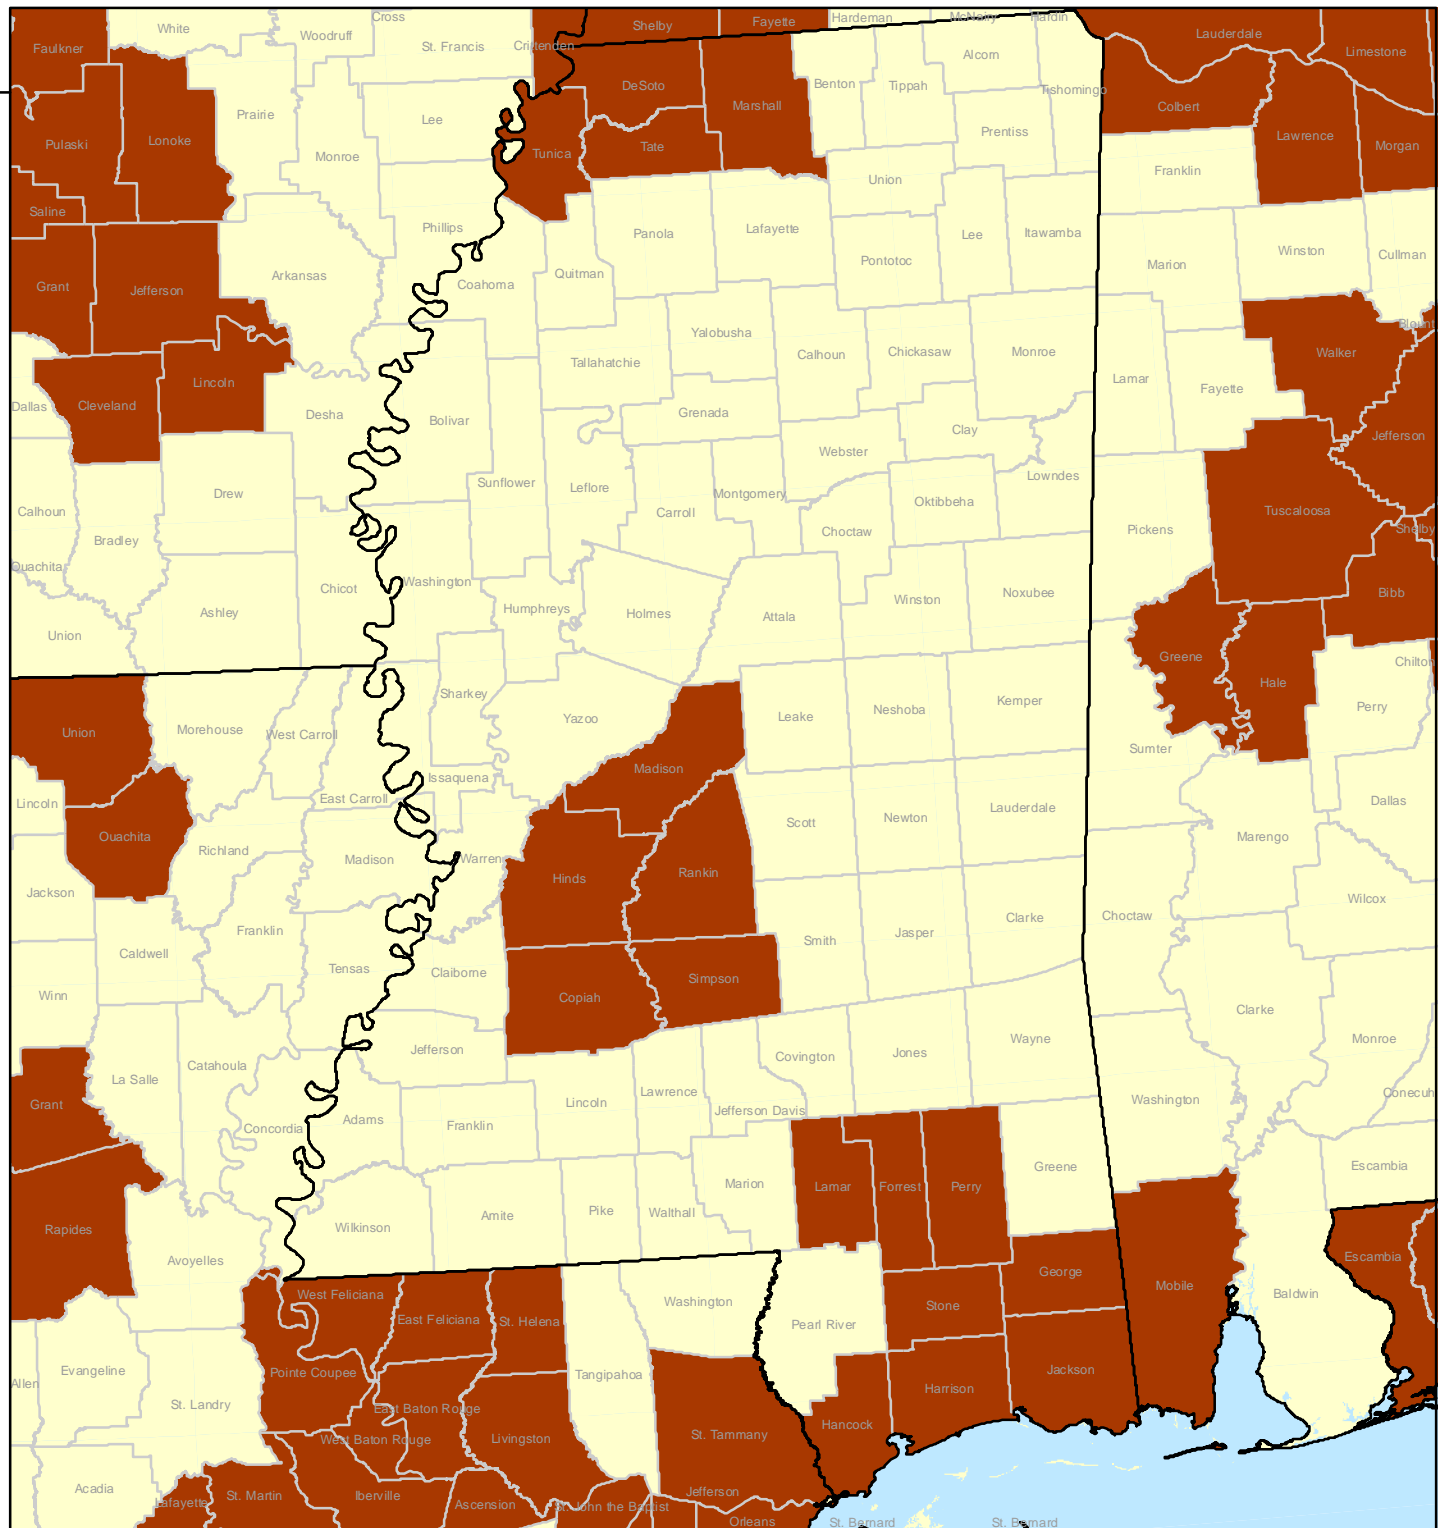 Cross
McNairy
Hardin
Hardeman
White
Woodruff
Shelby
Fayette
Lauderdale
Faulkner
St. Francis
Crittenden
Limestone
Alcorn
DeSoto
Benton
Tippah
Tishomingo
Marshall
Colbert
Prairie
Lee
Prentiss
Lawrence
Pulaski
Lonoke
Monroe
Tunica
Tate
Morgan
Franklin
Union
Saline
Phillips
Panola
Lafayette
Lee
Itawamba
Winston
Cullman
Pontotoc
Marion
Arkansas
Quitman
Coahoma
Grant
Jefferson
Blount
Yalobusha
Calhoun
Chickasaw
Monroe
Walker
Tallahatchie
Lincoln
Lamar
Fayette
Dallas
Cleveland
Desha
Bolivar
Grenada
Clay
Jefferson
Webster
Drew
Sunflower
Leflore
Montgomery
Lowndes
Calhoun
Carroll
Oktibbeha
Tuscaloosa
Bradley
Choctaw
Pickens
Shelby
Ouachita
Chicot
Washington
Ashley
Humphreys
Holmes
Attala
Winston
Noxubee
Bibb
Union
Greene
Hale
Chilton
Sharkey
Kemper
Perry
Union
Morehouse
West Carroll
Yazoo
Leake
Neshoba
Sumter
Issaquena
Madison
Lincoln
East Carroll
Lauderdale
Dallas
Ouachita
Richland
Scott
Newton
Marengo
Madison
Warren
Hinds
Rankin
Jackson
Wilcox
Franklin
Clarke
Choctaw
Caldwell
Tensas
Claiborne
Smith
Jasper
Winn
Copiah
Simpson
Clarke
Jefferson
Covington
Jones
Wayne
Monroe
La Salle
Catahoula
Grant
Lincoln
Lawrence
Jefferson Davis
Washington
Conecuh
Concordia
Adams
Franklin
Greene
Escambia
Marion
Lamar
Forrest
Perry
Rapides
Wilkinson
Amite
Pike
Walthall
Avoyelles
George
Escambia
Mobile
West Feliciana
Washington
Stone
Baldwin
East Feliciana
St. Helena
Pearl River
Evangeline
Pointe Coupee
Tangipahoa
Jackson
Allen
St. Landry
East Baton Rouge
Harrison
Hancock
West Baton Rouge
Livingston
St. Tammany
Acadia
Lafayette
St. Martin
Iberville
Ascension
St. John the Baptist
Jefferson
Orleans
St. Bernard
St. Bernard